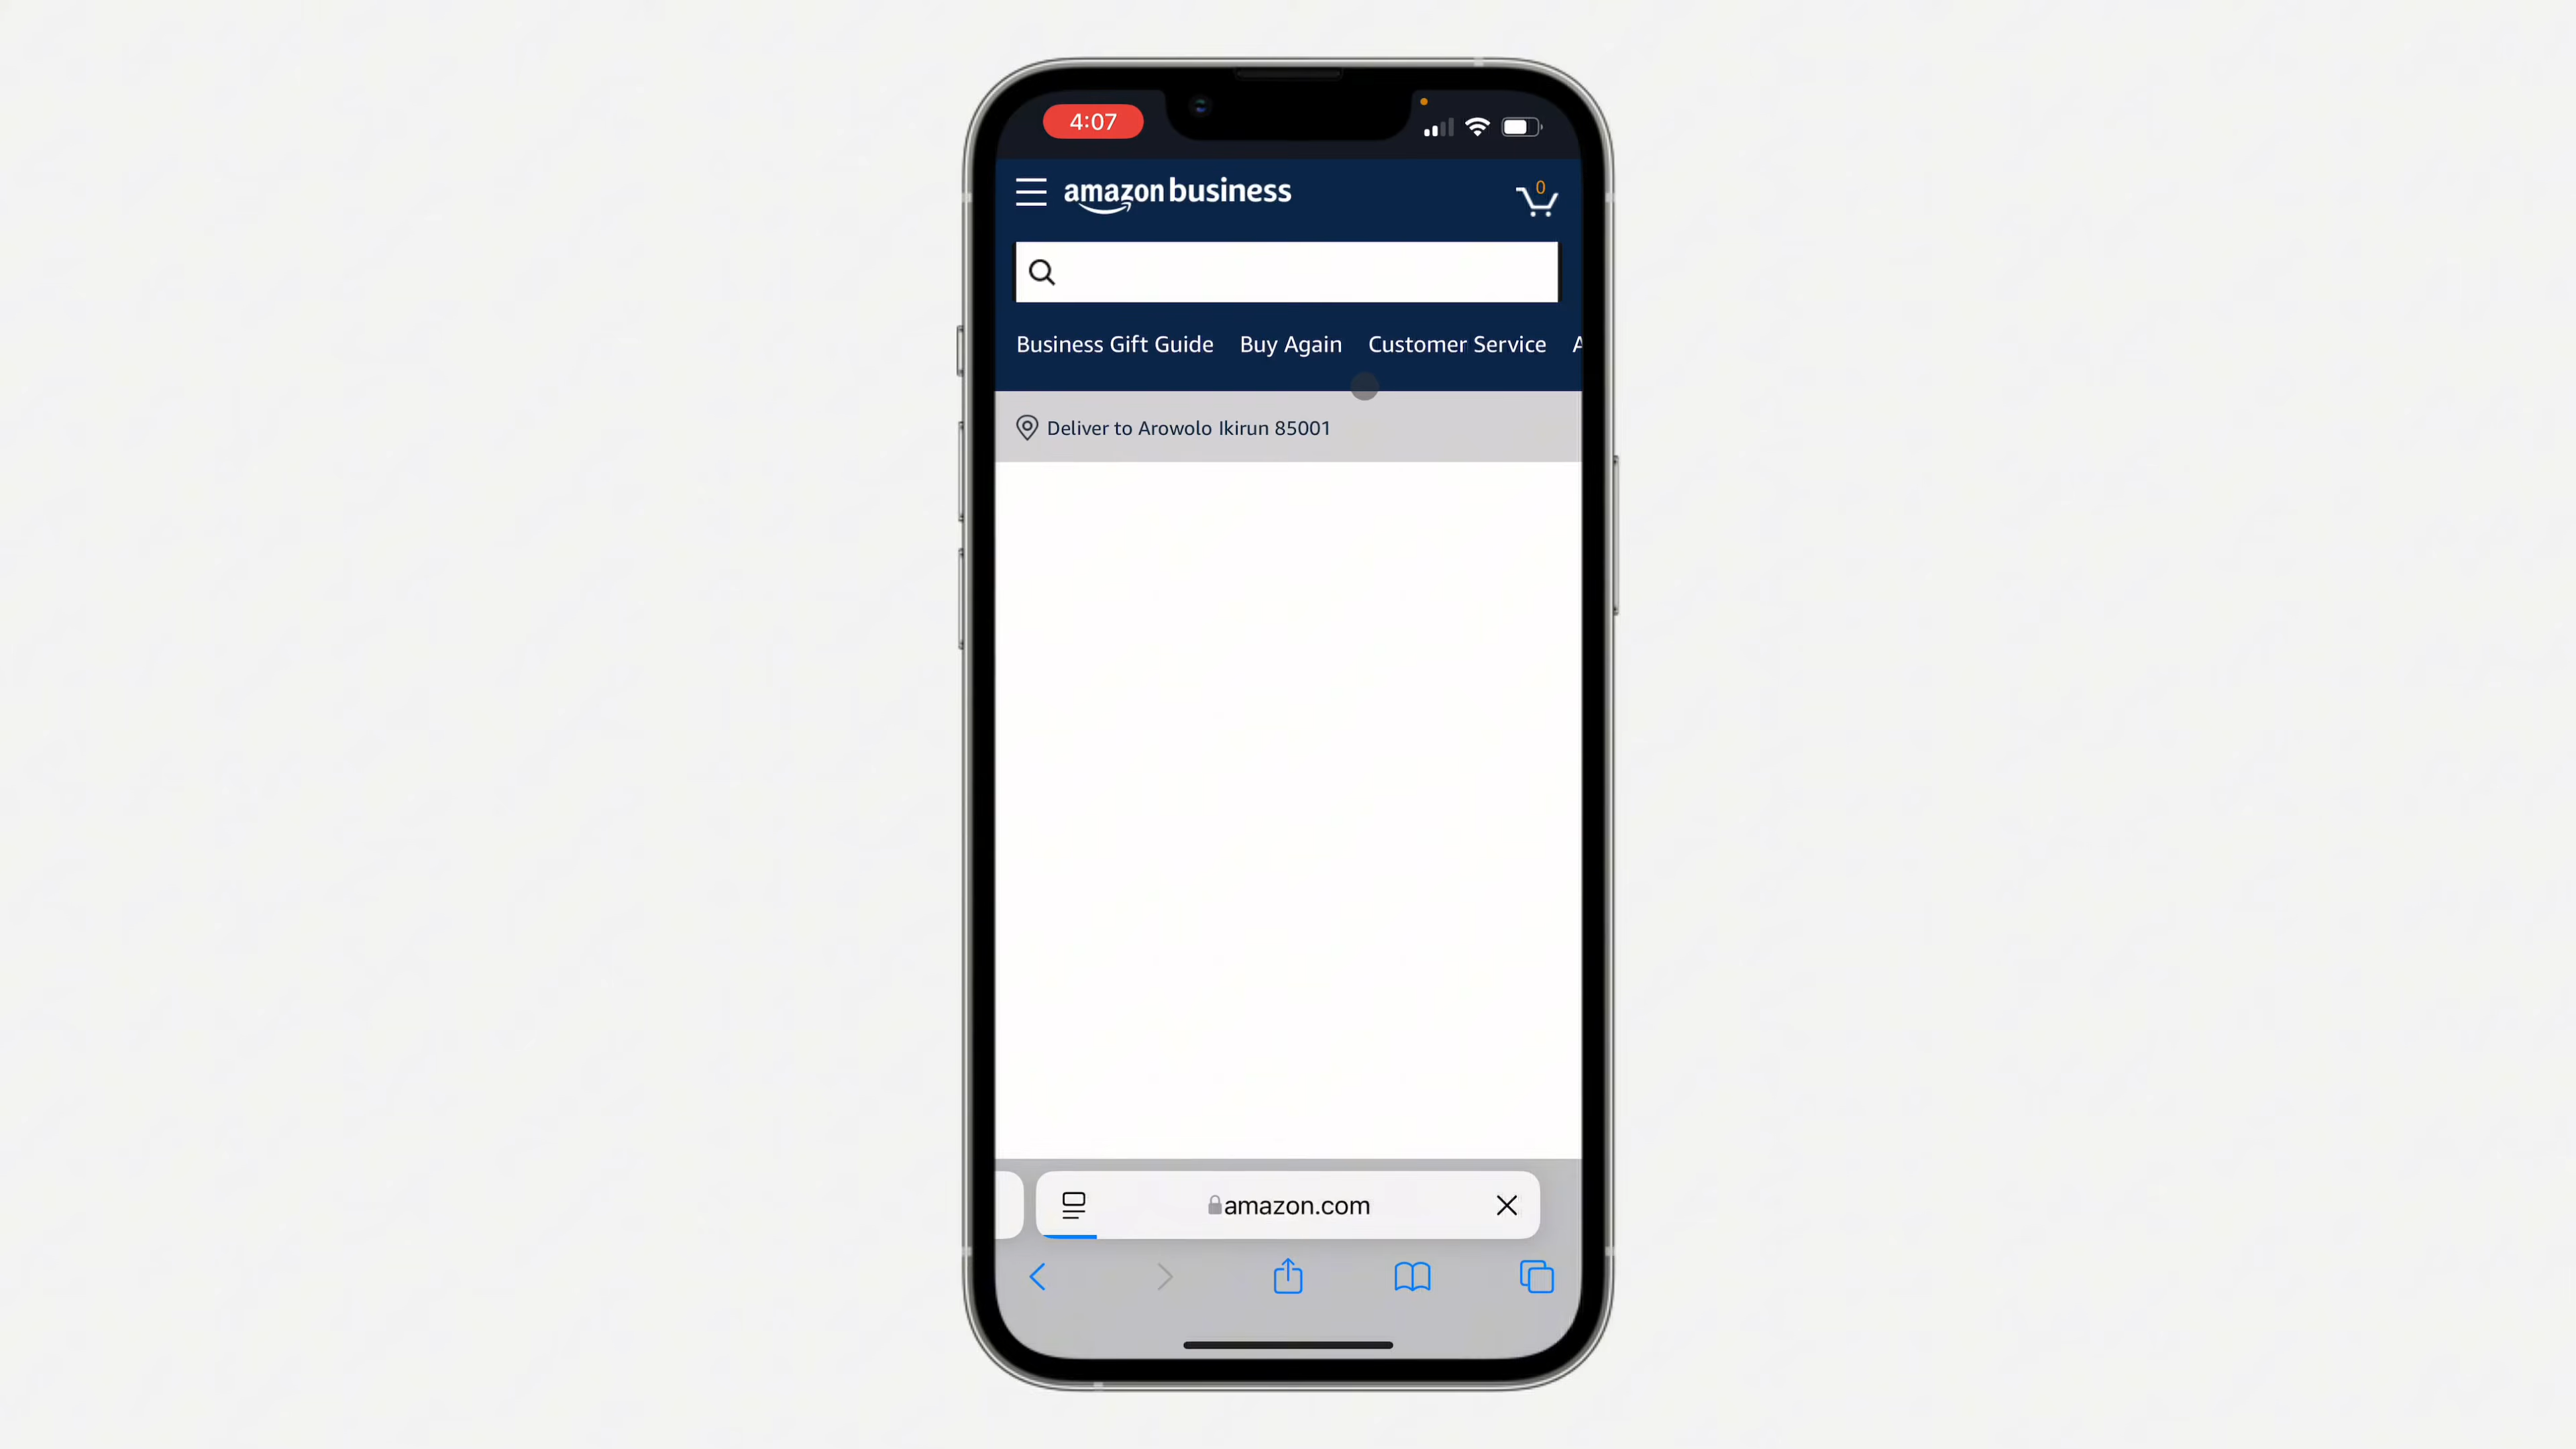 4:07
amazon business
0
Business Gift Guide Buy Again Customer Service A
Deliver to Arowolo Ikirun 85001
amazon.com